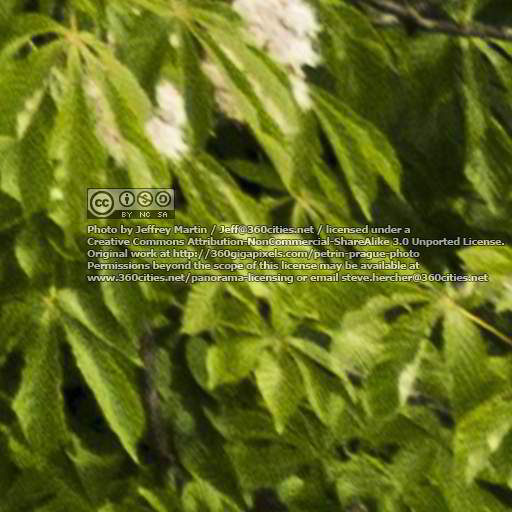 cc
BY NC SA
Photo by Jeffrey Martin / Jeff@360cities.net / licensed under a
Creative Commons Attribution-NonCommercial-ShareAlike 3.0 Unported License.
Original work at http://360gigapixels.com/petrin-prague-photo
Permissions beyond the scope of this license may be available at
www.360cities.net/panorama-licensing or email steve.hercher@360cities.net